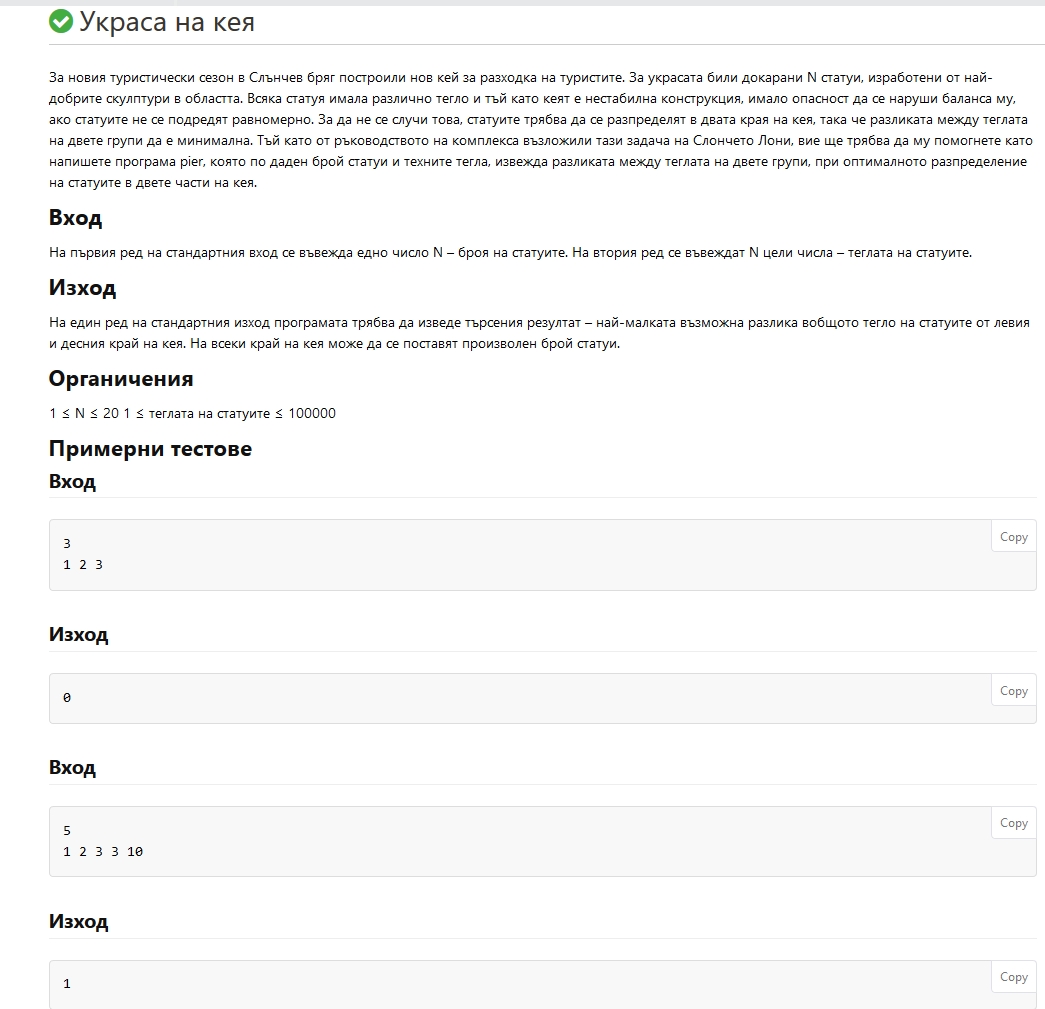 Украса на кея
За новия туристически сезон в Слънчев бряг построили нов кей за разходка на туристите. За украсата били докарани N статуи, изработени от най-
добрите скулптури в областта. Всяка статуя имала различно тегло и тъй като кеят е нестабилна конструкция, имало опасност да се наруши баланса му,
ако статуите не се подредят равномерно. За да не се случи това, статуите трябва да се разпределят в двата края на кея, така че разликата между теглата
на двете групи да е минимална. Тъй като от ръководството на комплекса възложили тази задача на Слончето Лони, вие ще трябва да му помогнете като
напишете програма pier, която по даден брой статуи и техните тегла, извежда разликата между теглата на двете групи, при оптималното разпределение
на статуите в двете части на кея.
Вход
На първия ред на стандартния вход се въвежда едно число N – броя на статуите. На втория ред се въвеждат N цели числа – теглата на статуите.
Изход
На един ред на стандартния изход програмата трябва да изведе търсения резултат – най-малката възможна разлика вобщото тегло на статуите от левия
и десния край на кея. На всеки край на кея може да се поставят произволен брой статуи.
Органичения
1 ≤ N ≤ 20 1 ≤ теглата на статуите ≤ 100000
Примерни тестове
Вход
Copy
3
1 2 3
Изход
Copy
0
Вход
Copy
5
1 2 3 3 10
Изход
Copy
1